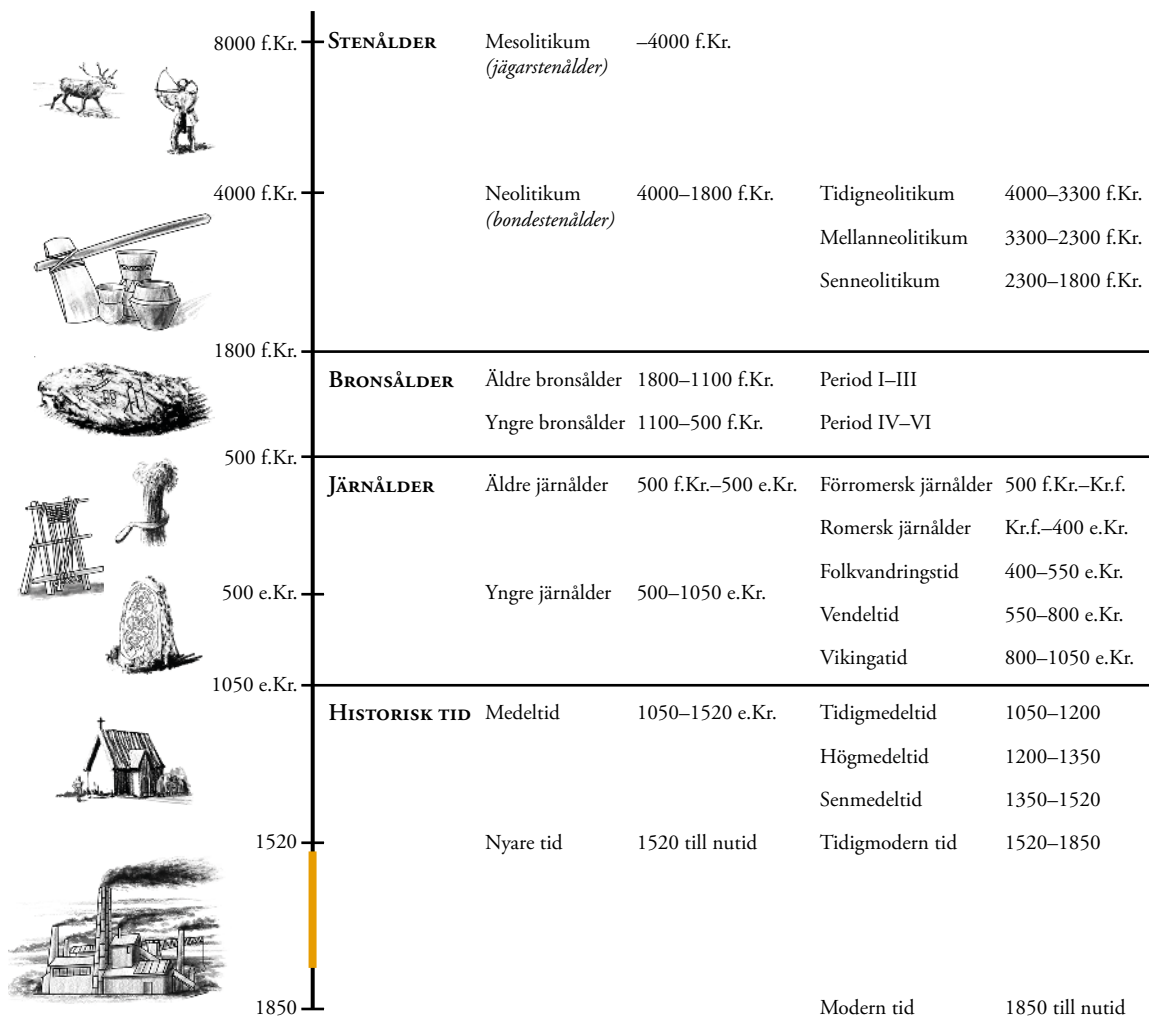 8000 f.Kr. STENÅLDER Mesolitikum –4000 f.Kr.
(jägarstenålder)
4000 f.Kr. Neolitikum 4000–1800 f.Kr. Tidigneolitikum 4000–3300 f.Kr.
(bondestenålder)
Mellanneolitikum 3300–2300 f.Kr.
Senneolitikum 2300–1800 f.Kr.
1800 f.Kr.
BRONSÅLDER Äldre bronsålder 1800–1100 f.Kr. Period I–III
Yngre bronsålder 1100–500 f.Kr. Period IV–VI
500 f.Kr.
JÄRNÅLDER Äldre järnålder 500 f.Kr.–500 e.Kr. Förromersk järnålder 500 f.Kr.–Kr.f.
Romersk järnålder Kr.f.–400 e.Kr.
Folkvandringstid 400–550 e.Kr.
500 e.Kr. Yngre järnålder 500–1050 e.Kr.
Vendeltid 550–800 e.Kr.
Vikingatid 800–1050 e.Kr.
1050 e.Kr.
HISTORISK TID Medeltid 1050–1520 e.Kr. Tidigmedeltid 1050–1200
Högmedeltid 1200–1350
Senmedeltid 1350–1520
1520 Nyare tid 1520 till nutid Tidigmodern tid 1520–1850
1850 Modern tid 1850 till nutid